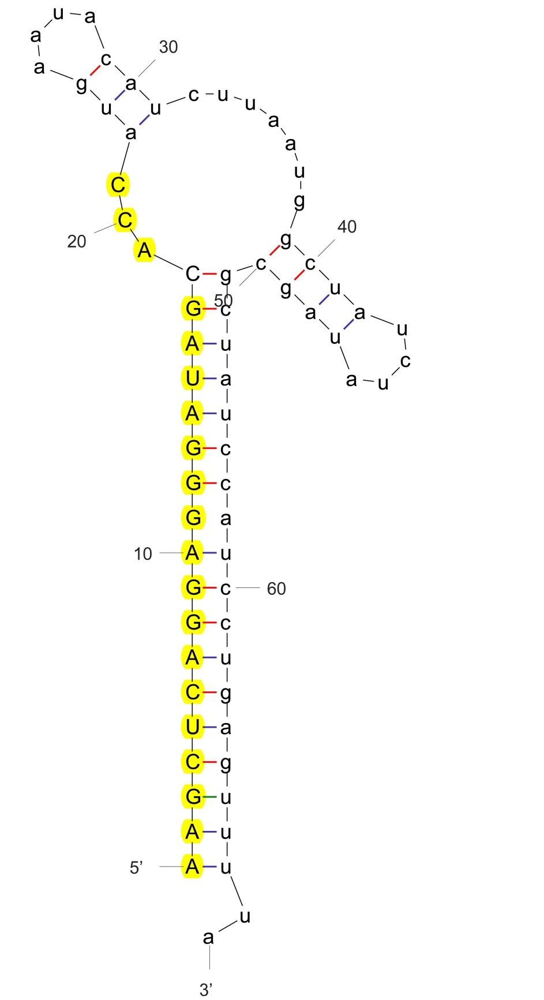 u a
a c 30
a g a
u u c u u
a a
a
C u
g
C g 40
20 A c c
C g g u
50
G c a a
A u u u
c
U a a u
A u
G c
G c
G a
10 A u
G c 60
G c
A u
C g
U a
C g
G u
A u
5’ A u
u
a
3’